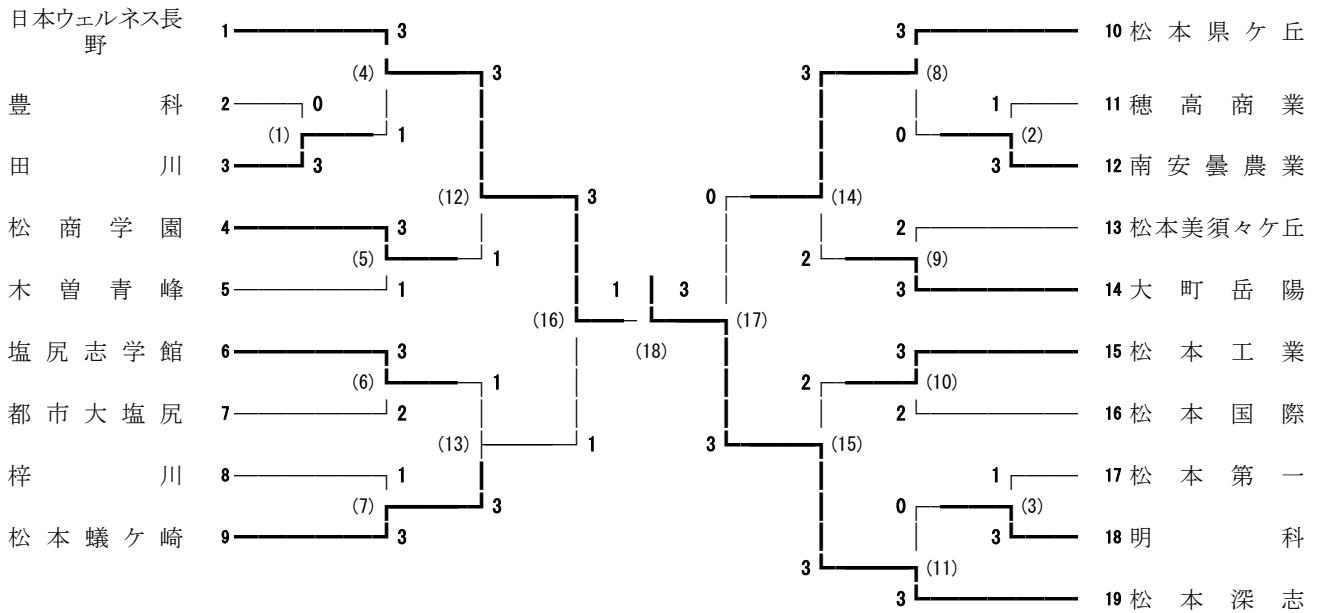 日本ウェルネス長野 1 3 3 10 松本県ケ丘
(4) 3 3 (8)
豊科 2 0 1 11 穂高商業
(1) 1 0 (2)
田川 3 3 3 12 南安曇農業
(12) 3 0 (14)
松商学園 4 3 2 13 松本美須々ケ丘
(5) 1 2 (9)
木曽青峰 5 1 1 3 3 14 大町岳陽
(16) (17)
塩尻志学館 6 3 (18) 3 15 松本工業
(6) 1 2 (10)
都市大塩尻 7 2 2 16 松本国際
(13) 1 3 (15)
梓川 8 1 1 17 松本第一
(7) 3 0 (3)
松本蟻ケ崎 9 3 3 18 明科
3 (11)
3 19 松本深志